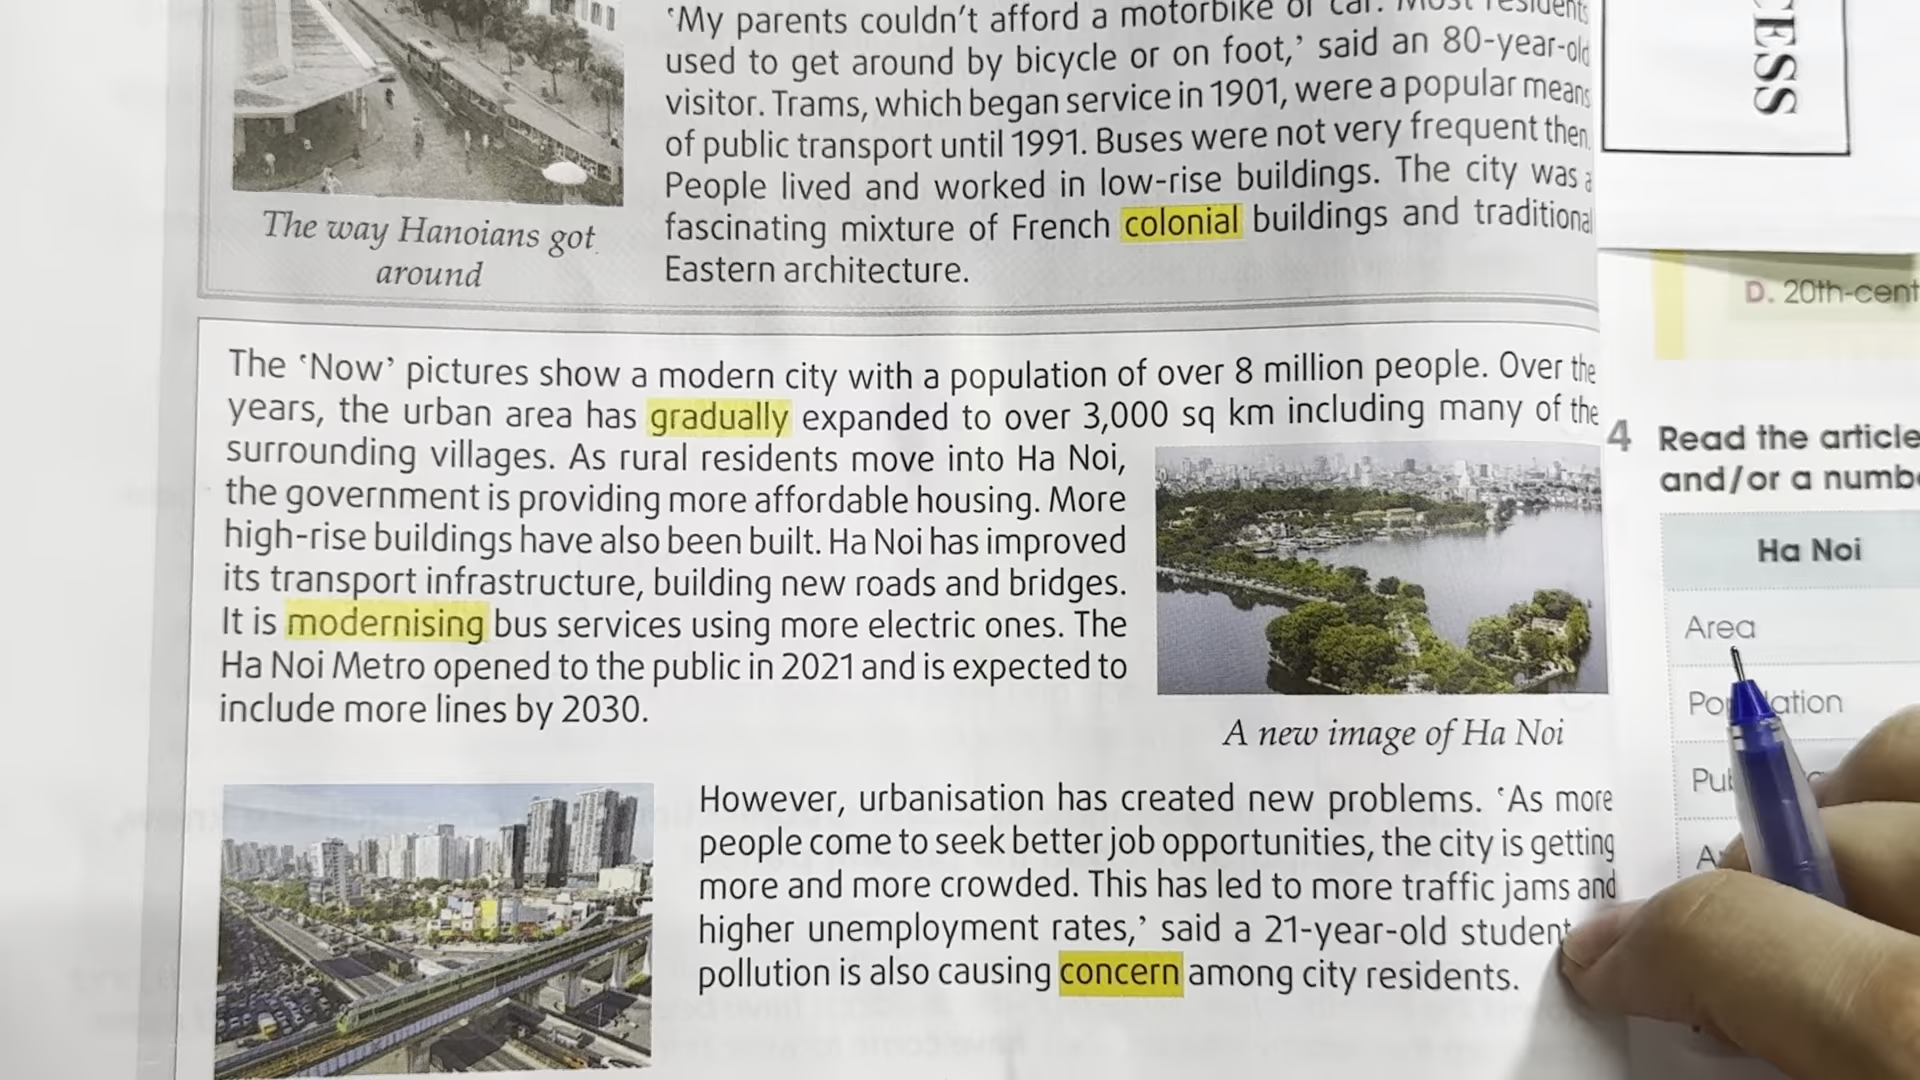 'My parents couldn't afford a motorbike or car. Most residents
used to get around by bicycle or on foot,' said an 80-year-old
visitor. Trams, which began service in 1901, were a popular means
of public transport until 1991. Buses were not very frequent then.
People lived and worked in low-rise buildings. The city was a
fascinating mixture of French colonial buildings and traditional
Eastern architecture.
The way Hanoians got
around
The 'Now' pictures show a modern city with a population of over 8 million people. Over the
years, the urban area has gradually expanded to over 3,000 sq km including many of the
surrounding villages. As rural residents move into Ha Noi,
the government is providing more affordable housing. More
high-rise buildings have also been built. Ha Noi has improved
its transport infrastructure, building new roads and bridges.
It is modernising bus services using more electric ones. The
Ha Noi Metro opened to the public in 2021 and is expected to
include more lines by 2030.
A new image of Ha Noi
However, urbanisation has created new problems. 'As more
people come to seek better job opportunities, the city is getting
more and more crowded. This has led to more traffic jams and
higher unemployment rates,' said a 21-year-old student
pollution is also causing concern among city residents.
CESS
D. 20th-cent
4 Read the article
and/or a numb
Ha Noi
Area